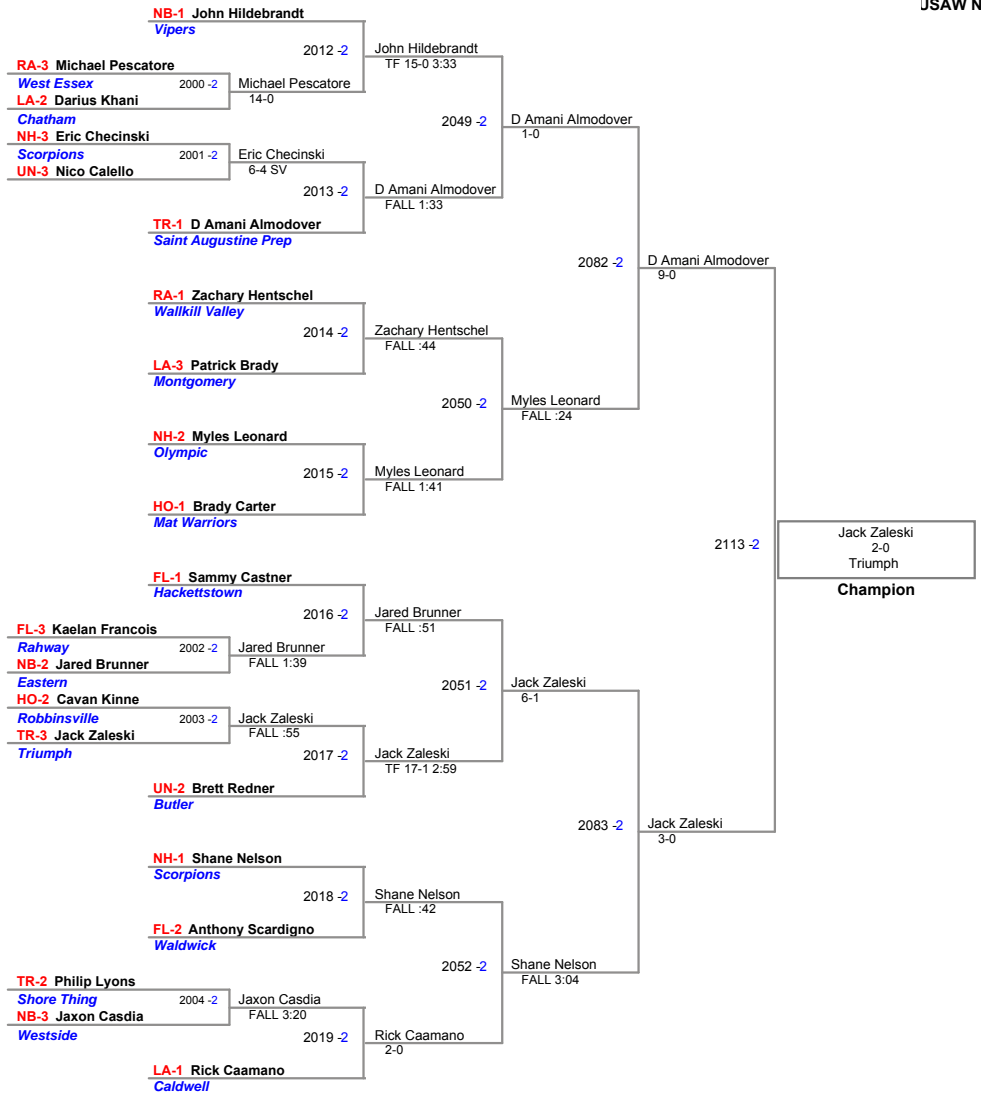 USAW N
NB-1 John Hildebrandt
Vipers
2012 -2
John Hildebrandt
TF 15-0 3:33
RA-3 Michael Pescatore
West Essex
2000 -2
Michael Pescatore
14-0
LA-2 Darius Khani
Chatham
2049 -2
D Amani Almodover
1-0
NH-3 Eric Checinski
Scorpions
2001 -2
Eric Checinski
6-4 SV
UN-3 Nico Calello
2013 -2
D Amani Almodover
FALL 1:33
TR-1 D Amani Almodover
Saint Augustine Prep
2082 -2
D Amani Almodover
9-0
RA-1 Zachary Hentschel
Wallkill Valley
2014 -2
Zachary Hentschel
FALL :44
LA-3 Patrick Brady
Montgomery
2050 -2
Myles Leonard
FALL :24
NH-2 Myles Leonard
Olympic
2015 -2
Myles Leonard
FALL 1:41
HO-1 Brady Carter
Mat Warriors
2113 -2
Jack Zaleski
2-0
Triumph
Champion
FL-1 Sammy Castner
Hackettstown
2016 -2
Jared Brunner
FALL :51
FL-3 Kaelan Francois
Rahway
2002 -2
Jared Brunner
FALL 1:39
NB-2 Jared Brunner
Eastern
2051 -2
Jack Zaleski
6-1
HO-2 Cavan Kinne
Robbinsville
2003 -2
Jack Zaleski
FALL :55
TR-3 Jack Zaleski
Triumph
2017 -2
Jack Zaleski
TF 17-1 2:59
UN-2 Brett Redner
Butler
2083 -2
Jack Zaleski
3-0
NH-1 Shane Nelson
Scorpions
2018 -2
Shane Nelson
FALL :42
FL-2 Anthony Scardigno
Waldwick
2052 -2
Shane Nelson
FALL 3:04
TR-2 Philip Lyons
Shore Thing
2004 -2
Jaxon Casdia
FALL 3:20
NB-3 Jaxon Casdia
Westside
2019 -2
Rick Caamano
2-0
LA-1 Rick Caamano
Caldwell